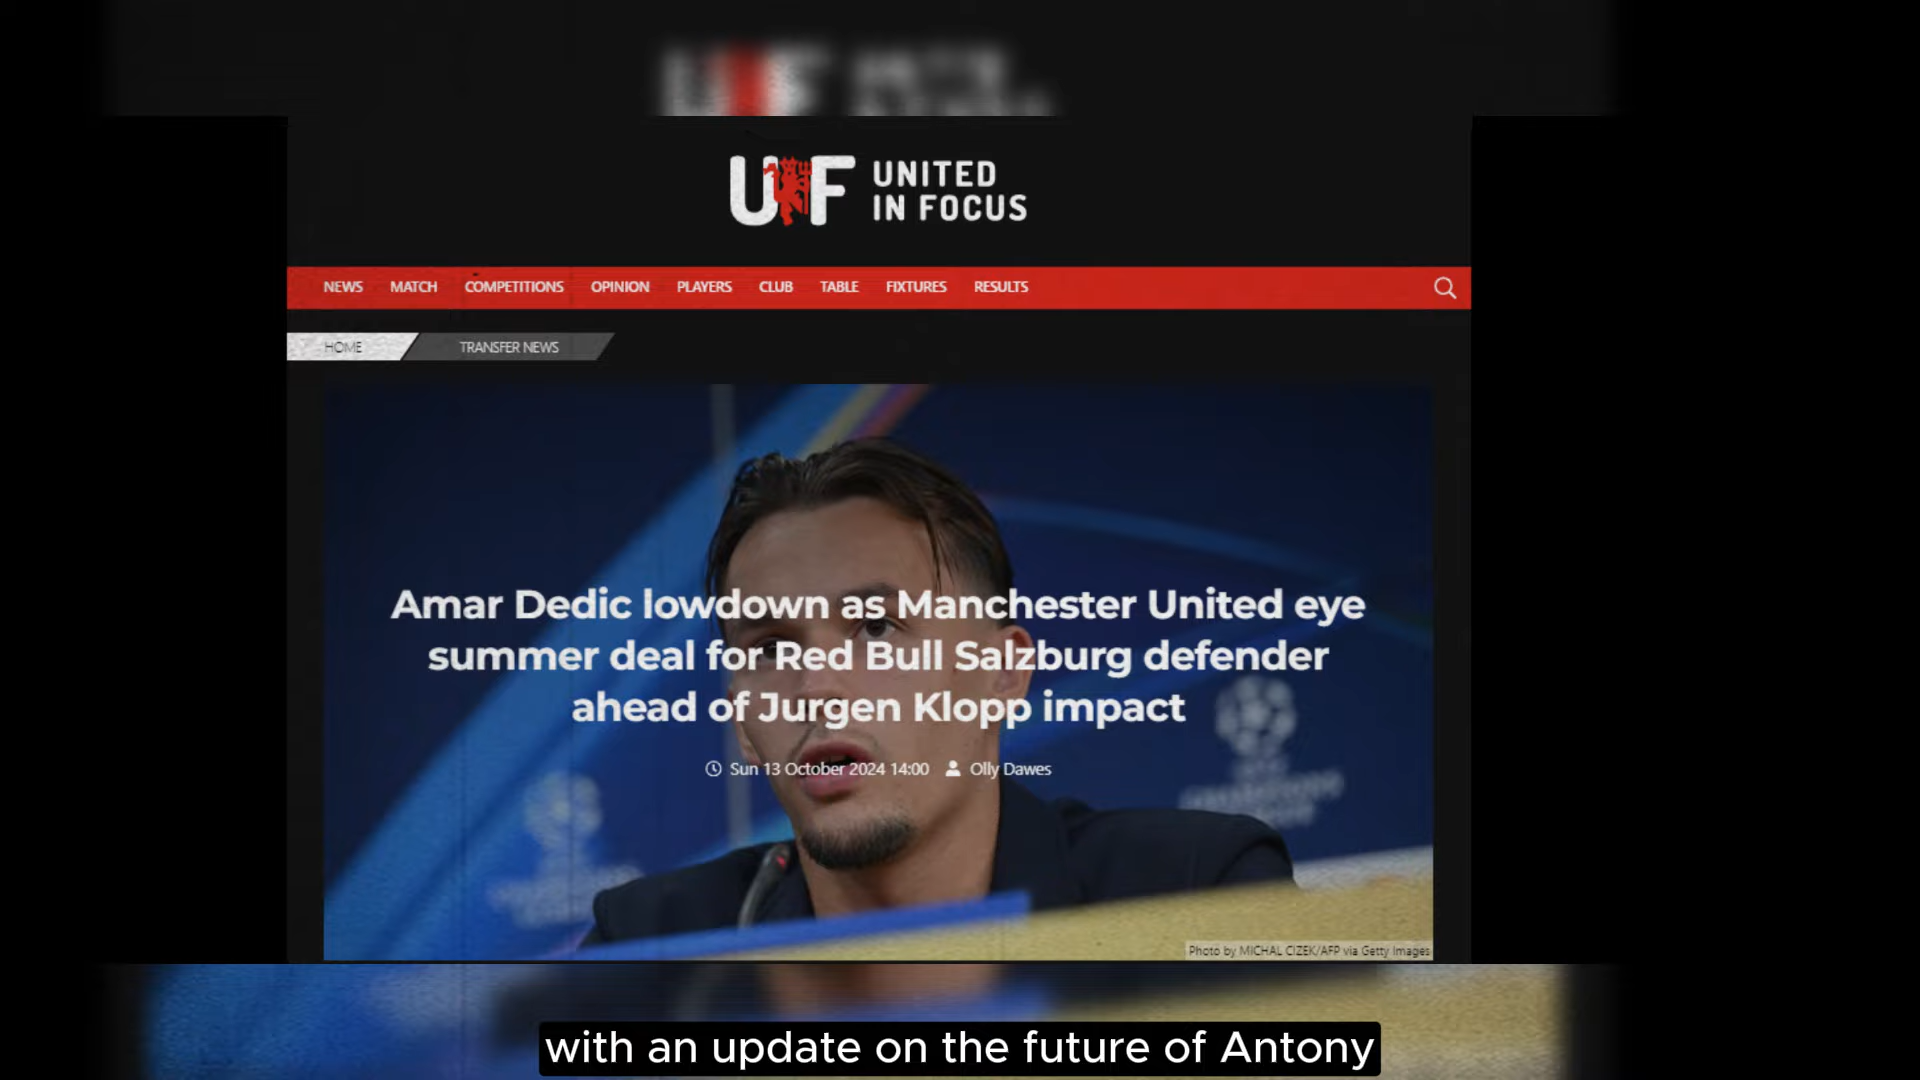 UF UNITED
IN FOCUS
NEWS MATCH COMPETITIONS OPINION PLAYERS CLUB TABLE FIXTURES RESULTS
HOME TRANSFER NEWS
Amar Dedic lowdown as Manchester United eye
summer deal for Red Bull Salzburg defender
ahead of Jurgen Klopp impact
Sun 13 October 2024 14:00 Olly Dawes
Photo by MICHAL CIZEK/AFP via Getty Images
with an update on the future of Antony